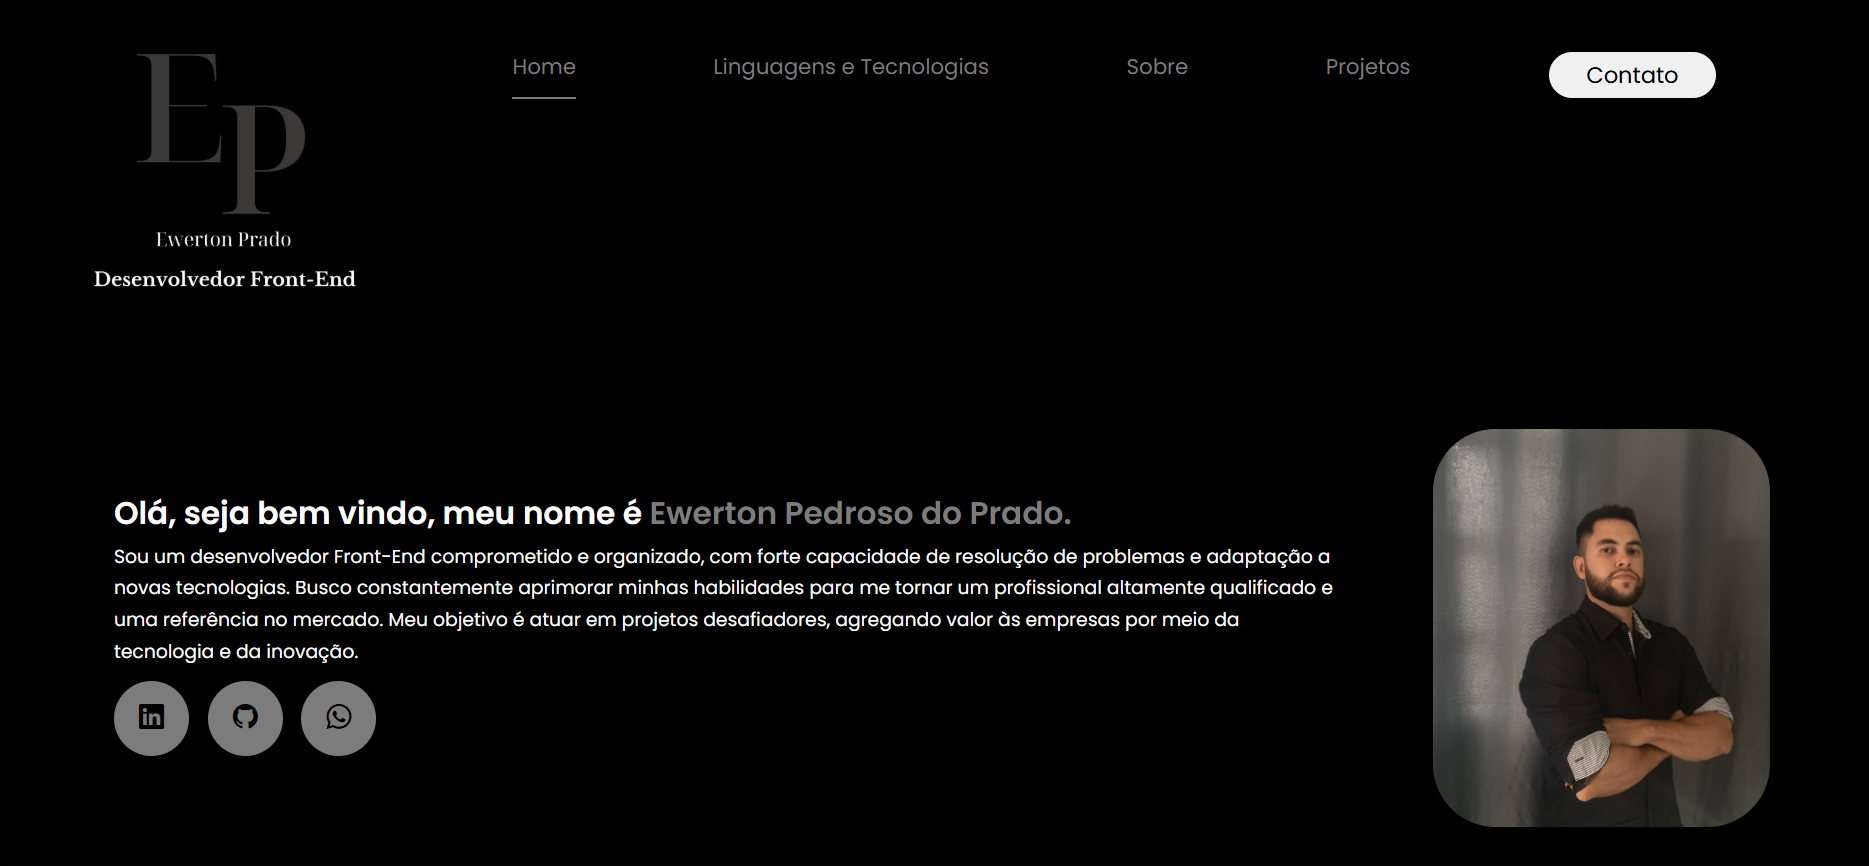 EP
Ewerton Prado
Desenvolvedor Front-End
Home
Linguagens e Tecnologias
Sobre
Projetos
Contato
Olá, seja bem vindo, meu nome é Ewerton Pedroso do Prado.
Sou um desenvolvedor Front-End comprometido e organizado, com forte capacidade de resolução de problemas e adaptação a
novas tecnologias. Busco constantemente aprimorar minhas habilidades para me tornar um profissional altamente qualificado e
uma referência no mercado. Meu objetivo é atuar em projetos desafiadores, agregando valor às empresas por meio da
tecnologia e da inovação.
in